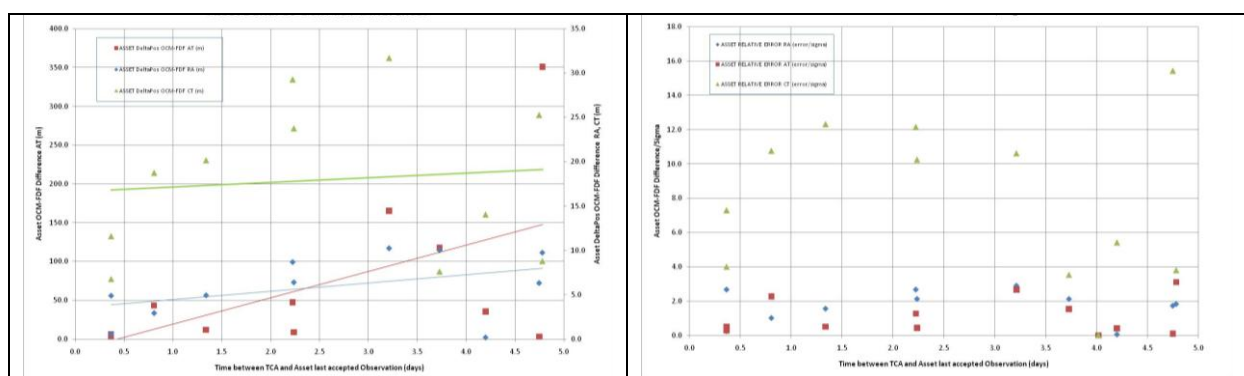 400.0
350.0
300.0
250.0
200.0
150.0
100.0
50.0
0.0
Asset OCM-FDF Difference AT (m)
ASSET DeltaPos OCM-FDF AT (m)
ASSET DeltaPos OCM-FDF RA (m)
ASSET DeltaPos OCM-FDF CT (m)
35.0
30.0
25.0
20.0
15.0
10.0
5.0
0.0
Asset DeltaPos OCM-FDF Difference RA, CT (m)
0.0 0.5 1.0 1.5 2.0 2.5 3.0 3.5 4.0 4.5 5.0
Time between TCA and Asset last accepted Observation (days)
18.0
16.0
14.0
12.0
10.0
8.0
6.0
4.0
2.0
0.0
Asset OCM-FDF Difference/Sigma
ASSET RELATIVE ERROR RA (error/sigma)
ASSET RELATIVE ERROR AT (error/sigma)
ASSET RELATIVE ERROR CT (error/sigma)
0.0 0.5 1.0 1.5 2.0 2.5 3.0 3.5 4.0 4.5 5.0
Time between TCA and Asset last accepted Observation (days)